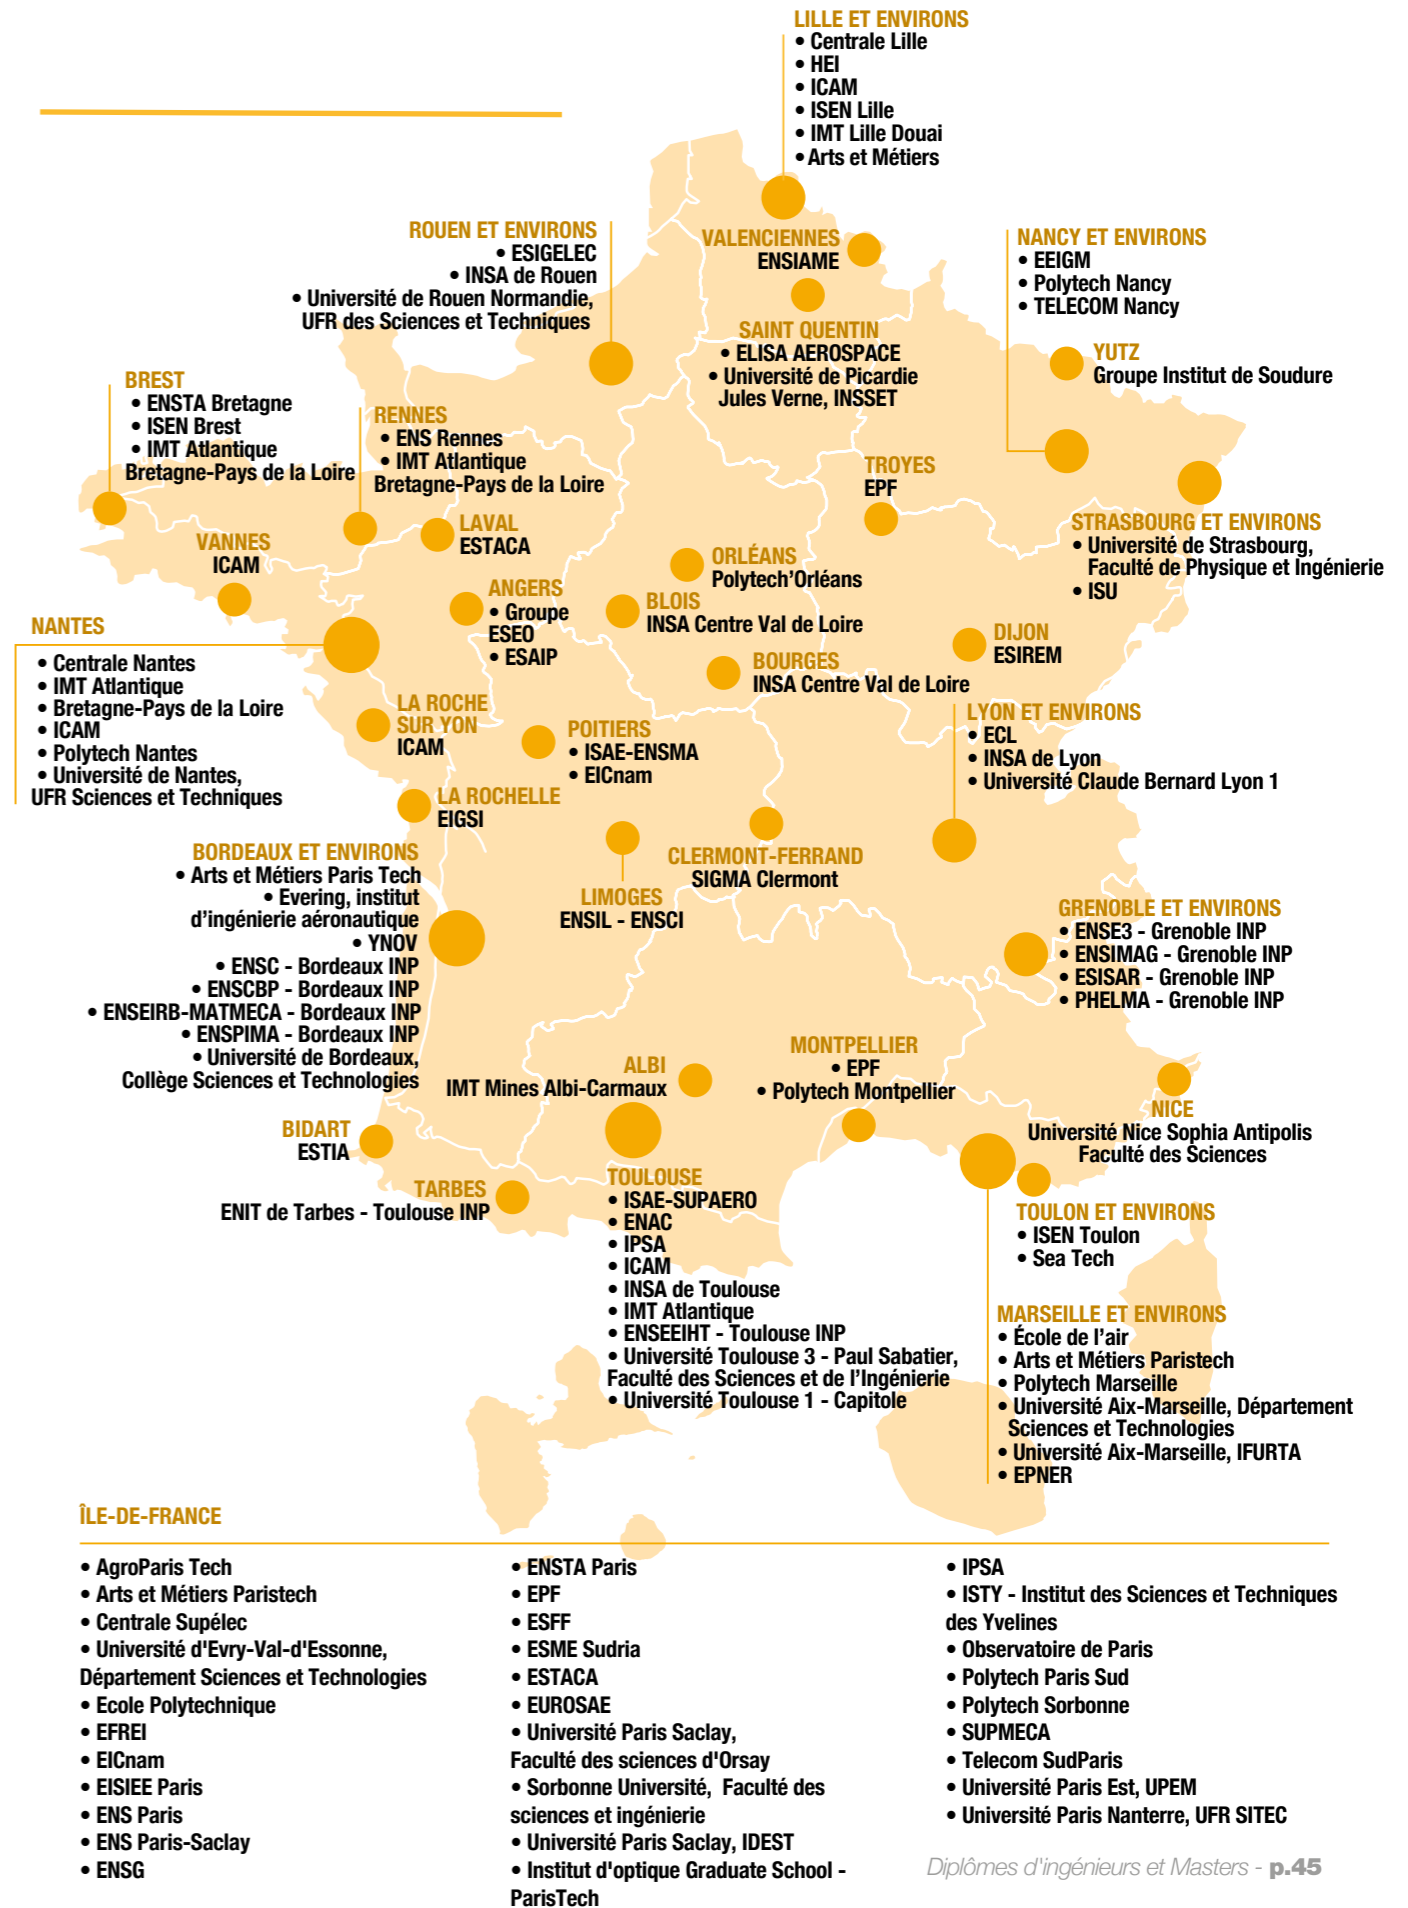 LILLE ET ENVIRONS
• Centrale Lille
• HEI
• ICAM
• ISEN Lille
• IMT Lille Douai
• Arts et Métiers
ROUEN ET ENVIRONS
• ESIGELEC
• INSA de Rouen
• Université de Rouen Normandie,
UFR des Sciences et Techniques
VALENCIENNES
ENSIAME
NANCY ET ENVIRONS
• EEIGM
• Polytech Nancy
• TELECOM Nancy
SAINT QUENTIN
• ELISA AEROSPACE
• Université de Picardie
Jules Verne, INSSET
YUTZ
Groupe Institut de Soudure
BREST
• ENSTA Bretagne
• ISEN Brest
• IMT Atlantique
Bretagne-Pays de la Loire
RENNES
• ENS Rennes
• IMT Atlantique
Bretagne-Pays de la Loire
TROYES
EPF
STRASBOURG ET ENVIRONS
• Université de Strasbourg,
Faculté de Physique et Ingénierie
• ISU
LAVAL
ESTACA
VANNES
ICAM
ORLÉANS
Polytech'Orléans
ANGERS
• Groupe
ESEO
• ESAIP
BLOIS
INSA Centre Val de Loire
NANTES
• Centrale Nantes
• IMT Atlantique
• Bretagne-Pays de la Loire
• ICAM
• Polytech Nantes
• Université de Nantes,
UFR Sciences et Techniques
DIJON
ESIREM
BOURGES
INSA Centre Val de Loire
LA ROCHE
SUR YON
ICAM
POITIERS
• ISAE-ENSMA
• EICnam
LYON ET ENVIRONS
• ECL
• INSA de Lyon
• Université Claude Bernard Lyon 1
LA ROCHELLE
EIGSI
BORDEAUX ET ENVIRONS
• Arts et Métiers Paris Tech
• Evering, institut
d'ingénierie aéronautique
• YNOV
• ENSC - Bordeaux INP
• ENSCBP - Bordeaux INP
• ENSEIRB-MATMECA - Bordeaux INP
• ENSPIMA - Bordeaux INP
• Université de Bordeaux,
Collège Sciences et Technologies
LIMOGES
ENSIL - ENSCI
CLERMONT-FERRAND
SIGMA Clermont
GRENOBLE ET ENVIRONS
• ENSE3 - Grenoble INP
• ENSIMAG - Grenoble INP
• ESISAR - Grenoble INP
• PHELMA - Grenoble INP
ALBI
IMT Mines Albi-Carmaux
MONTPELLIER
• EPF
• Polytech Montpellier
NICE
Université Nice Sophia Antipolis
Faculté des Sciences
BIDART
ESTIA
TARBES
ENIT de Tarbes - Toulouse INP
TOULOUSE
• ISAE-SUPAERO
• ENAC
• IPSA
• ICAM
• INSA de Toulouse
• IMT Atlantique
• ENSEEIHT - Toulouse INP
• Université Toulouse 3 - Paul Sabatier,
Faculté des Sciences et de l'Ingénierie
• Université Toulouse 1 - Capitole
TOULON ET ENVIRONS
• ISEN Toulon
• Sea Tech
MARSEILLE ET ENVIRONS
• École de l'air
• Arts et Métiers Paristech
• Polytech Marseille
• Université Aix-Marseille, Département
Sciences et Technologies
• Université Aix-Marseille, IFURTA
• EPNER
ÎLE-DE-FRANCE
• AgroParis Tech
• Arts et Métiers Paristech
• Centrale Supélec
• Université d'Evry-Val-d'Essonne,
Département Sciences et Technologies
• Ecole Polytechnique
• EFREI
• EICnam
• EISIEE Paris
• ENS Paris
• ENS Paris-Saclay
• ENSG
• ENSTA Paris
• EPF
• ESFF
• ESME Sudria
• ESTACA
• EUROSAE
• Université Paris Saclay,
Faculté des sciences d'Orsay
• Sorbonne Université, Faculté des
sciences et ingénierie
• Université Paris Saclay, IDEST
• Institut d'optique Graduate School -
ParisTech
• IPSA
• ISTY - Institut des Sciences et Techniques
des Yvelines
• Observatoire de Paris
• Polytech Paris Sud
• Polytech Sorbonne
• SUPMECA
• Telecom SudParis
• Université Paris Est, UPEM
• Université Paris Nanterre, UFR SITEC
Diplômes d'ingénieurs et Masters - p.45